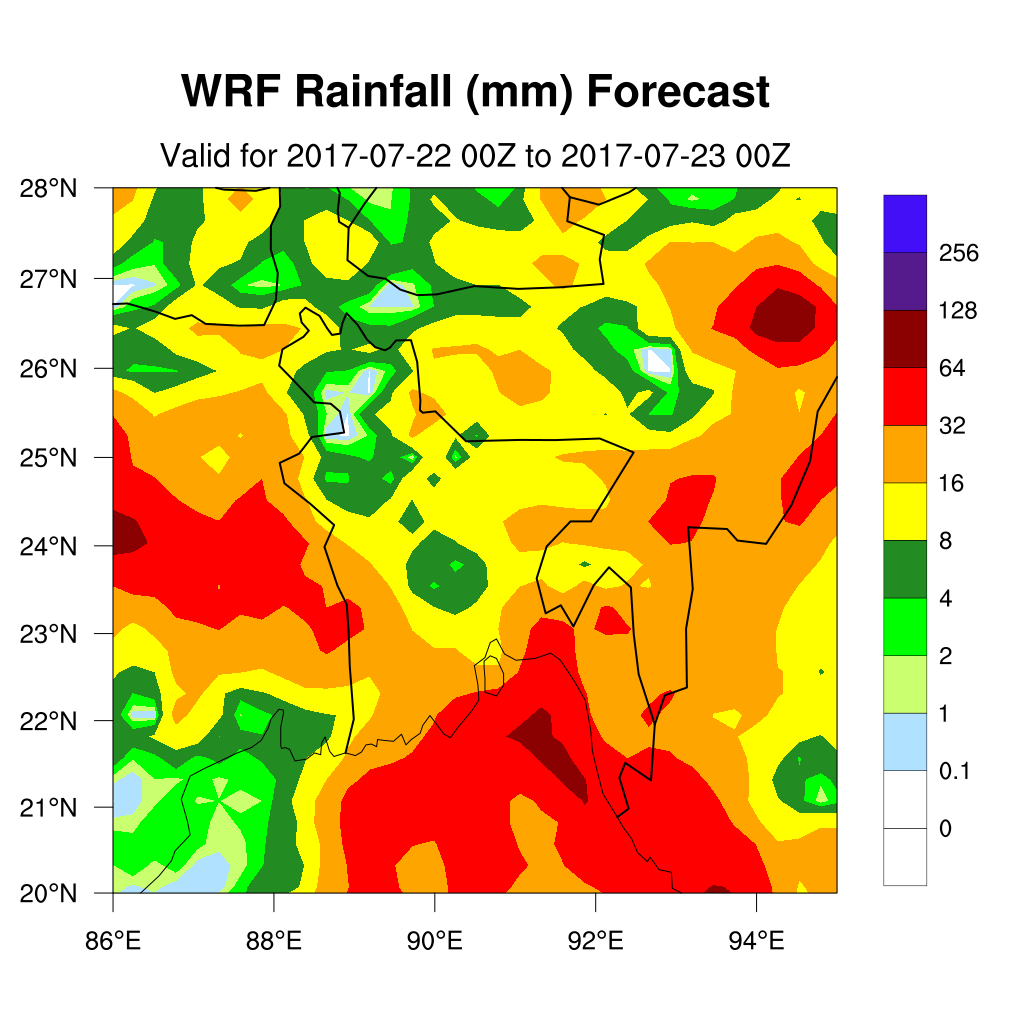 WRF Rainfall (mm) Forecast
Valid for 2017-07-22 00Z to 2017-07-23 00Z
28°N
27°N
26°N
25°N
24°N
23°N
22°N
21°N
20°N
86°E 88°E 90°E 92°E 94°E
256
128
64
32
16
8
4
2
1
0.1
0